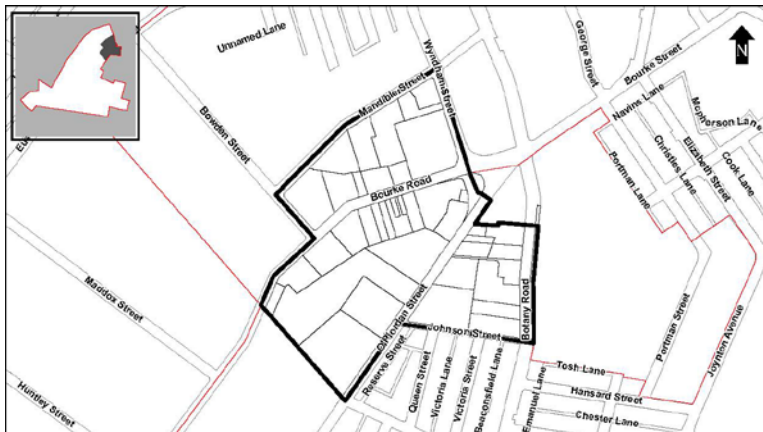 Unnamed Lane
Mandible Street
Wyndham Street
George Street
Bourke Street
N
Navins Lane
Mcpherson Lane
Elizabeth Street
Cook Lane
Christies Lane
Portman Lane
Bowden Street
Bourke Road
Maddox Street
O'Riordan Street
Botany Road
Johnson Street
Portman Street
Joynton Avenue
Reserve Street
Queen Street
Victoria Lane
Victoria Street
Beaconsfield Lane
Emanuel Lane
Tosh Lane
Hansard Street
Chester Lane
Huntley Street